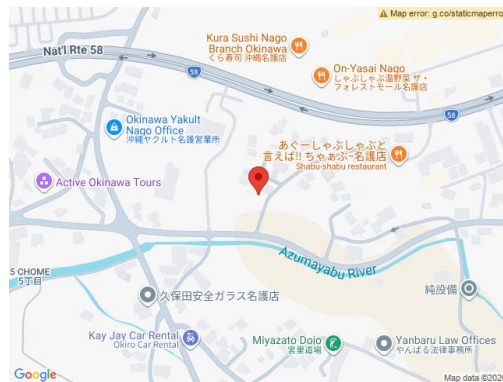 Map error: g.co/staticmaperro
Kura Sushi Nago
Branch Okinawa
くら寿司 沖縄名護店
Nat'l Rte 58
On-Yasai Nago
しゃぶしゃぶ温野菜 ザ・
フォレストモール名護店
58
58
Okinawa Yakult
Nago Office
沖縄ヤクルト名護営業所
あぐーしゃぶしゃぶと
言えば!! ちゃぁぶ~名護店
Shabu-shabu restaurant
Active Okinawa Tours
Azumayabu River
5 CHOME
5丁目
久保田安全ガラス名護店
純設備
Kay Jay Car Rental
Okiro Car Rental
Miyazato Dojo
宮里道場
Yanbaru Law Offices
やんばる法律事務所
Google
Map data ©202